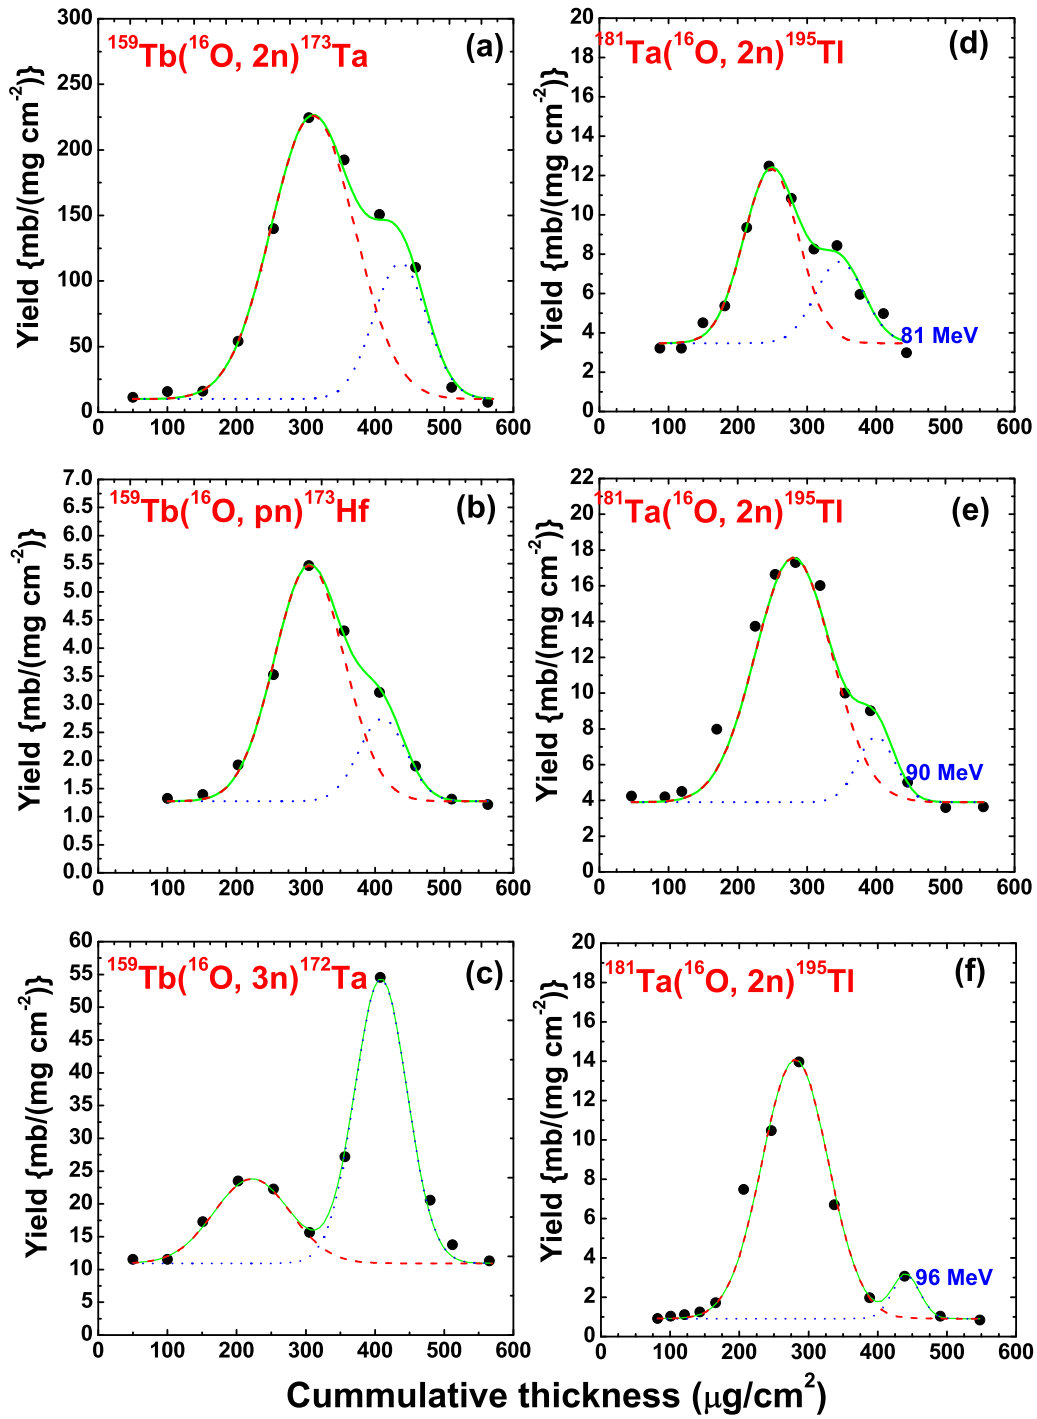 (a)
¹⁵⁹Tb(¹⁶O, 2n)¹⁷³Ta
Yield {mb/(mg cm⁻²)}
300
250
200
150
100
50
0
0 100 200 300 400 500 600
(d)
¹⁸¹Ta(¹⁶O, 2n)¹⁹⁵Tl
Yield {mb/(mg cm⁻²)}
20
18
16
14
12
10
8
6
4
2
0
81 MeV
0 100 200 300 400 500 600
(b)
¹⁵⁹Tb(¹⁶O, pn)¹⁷³Hf
Yield {mb/(mg cm⁻²)}
7.0
6.5
6.0
5.5
5.0
4.5
4.0
3.5
3.0
2.5
2.0
1.5
1.0
0.5
0.0
0 100 200 300 400 500 600
(e)
¹⁸¹Ta(¹⁶O, 2n)¹⁹⁵Tl
Yield {mb/(mg cm⁻²)}
22
20
18
16
14
12
10
8
6
4
2
0
90 MeV
0 100 200 300 400 500 600
(c)
¹⁵⁹Tb(¹⁶O, 3n)¹⁷²Ta
Yield {mb/(mg cm⁻²)}
60
55
50
45
40
35
30
25
20
15
10
5
0
0 100 200 300 400 500 600
(f)
¹⁸¹Ta(¹⁶O, 2n)¹⁹⁵Tl
Yield {mb/(mg cm⁻²)}
20
18
16
14
12
10
8
6
4
2
0
96 MeV
0 100 200 300 400 500 600
Cummulative thickness (μg/cm²)